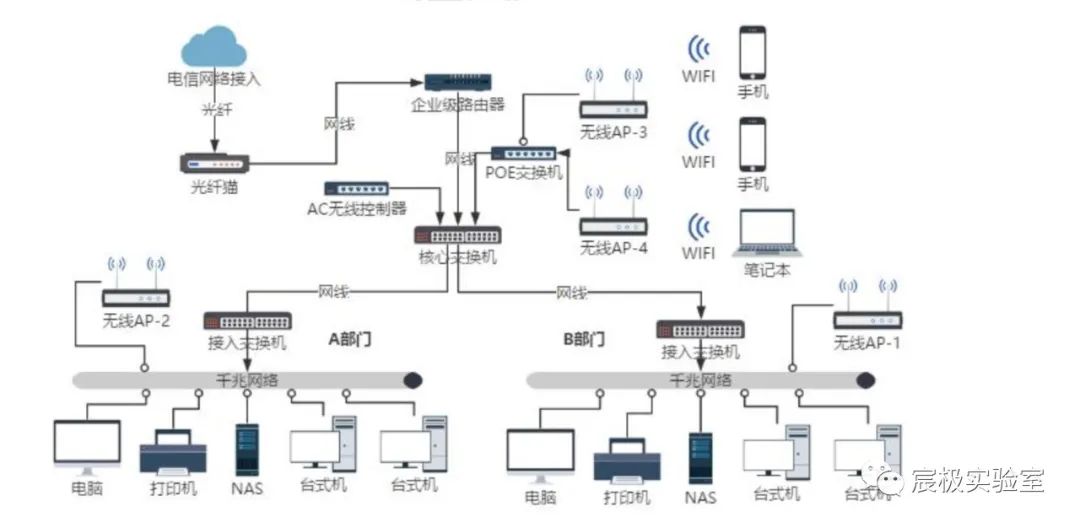 电信网络接入
光纤
光纤猫
网线
企业级路由器
网线
POE交换机
无线AP-3
WIFI
手机
WIFI
手机
AC无线控制器
核心交换机
无线AP-4
WIFI
笔记本
网线
网线
无线AP-2
接入交换机
A部门
B部门
接入交换机
无线AP-1
千兆网络
千兆网络
电脑
打印机
NAS
台式机
台式机
电脑
打印机
NAS
台式机
台式机
宸极实验室